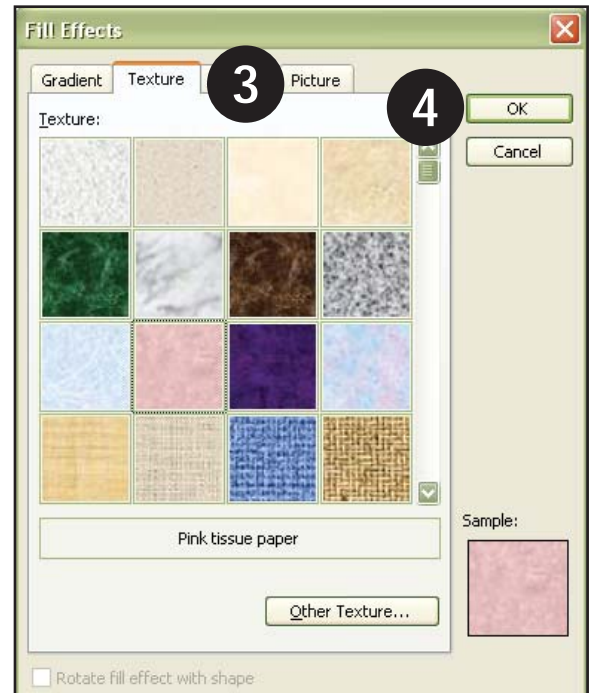 Fill Effects
Gradient Texture 3 Picture
4 OK
Texture:
Cancel
Pink tissue paper
Sample:
Other Texture...
Rotate fill effect with shape